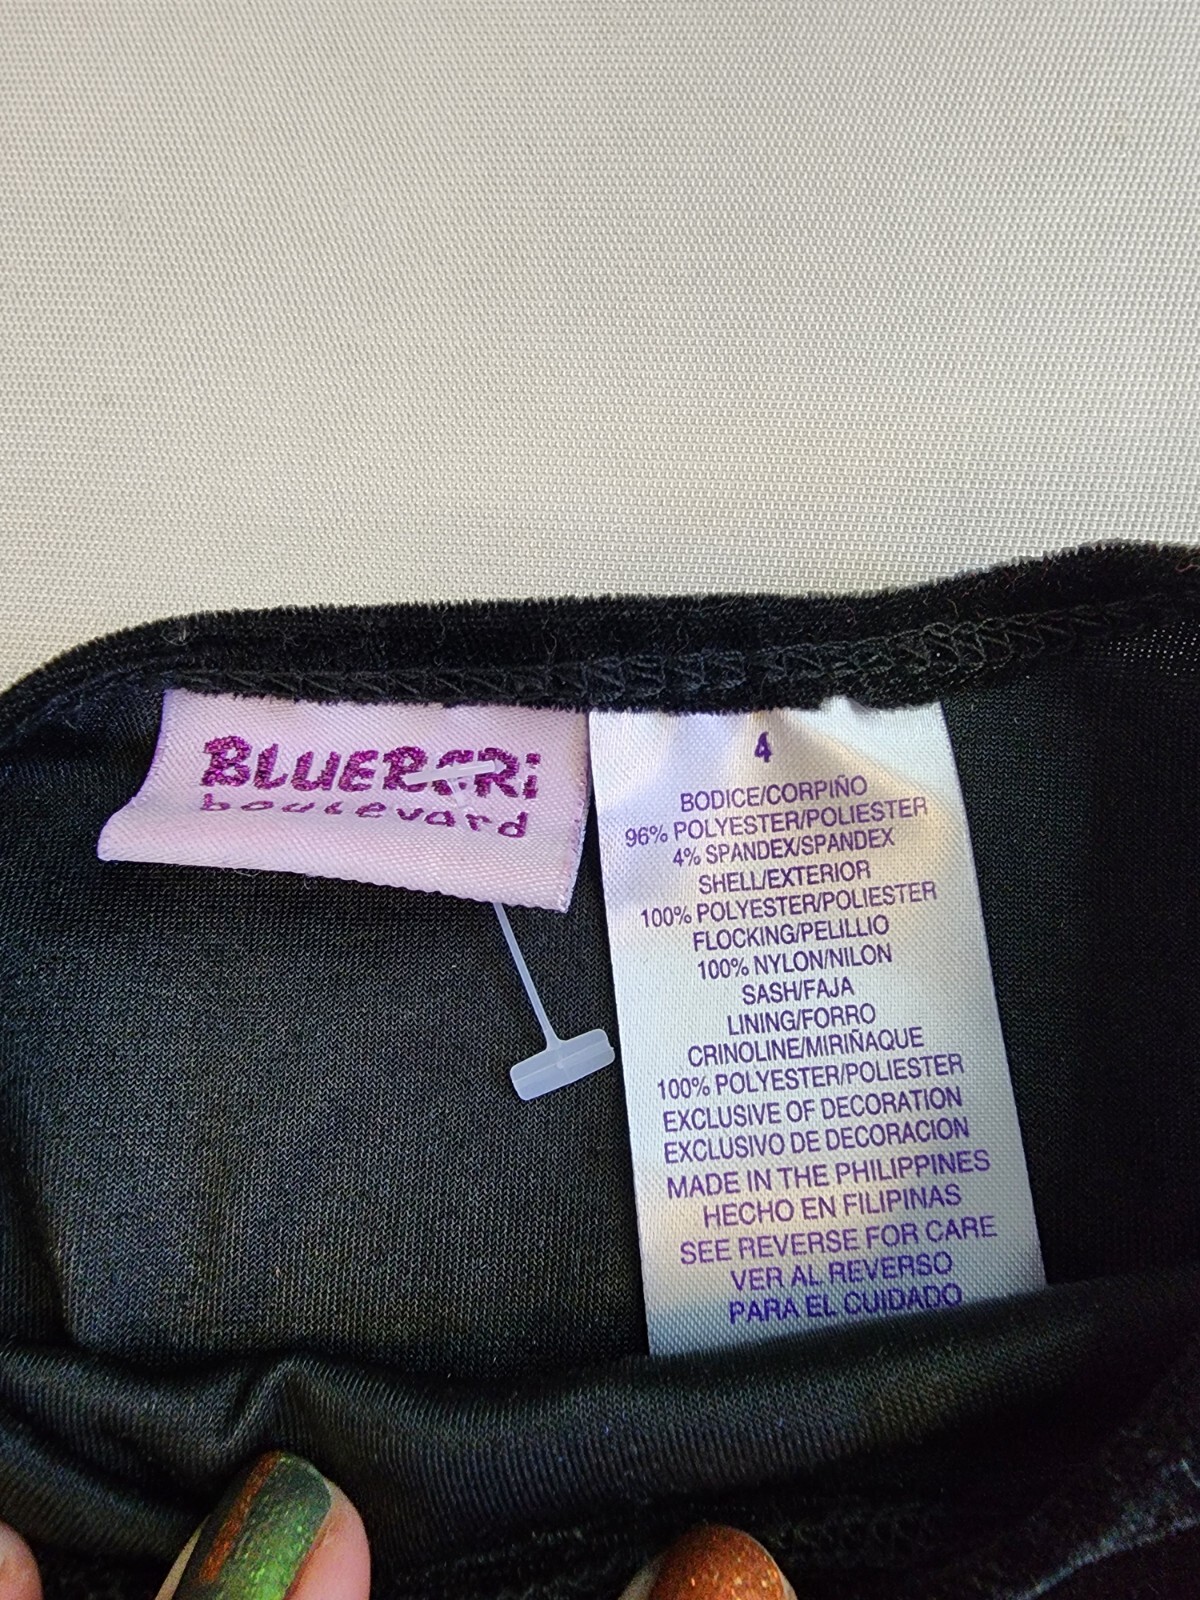 BLUEBERI
boulevard
4
BODICE/CORPIÑO
96% POLYESTER/POLIESTER
4% SPANDEX/SPANDEX
SHELL/EXTERIOR
100% POLYESTER/POLIESTER
FLOCKING/PELILLIO
100% NYLON/NILON
SASH/FAJA
LINING/FORRO
CRINOLINE/MIRIÑAQUE
100% POLYESTER/POLIESTER
EXCLUSIVE OF DECORATION
EXCLUSIVO DE DECORACION
MADE IN THE PHILIPPINES
HECHO EN FILIPINAS
SEE REVERSE FOR CARE
VER AL REVERSO
PARA EL CUIDADO